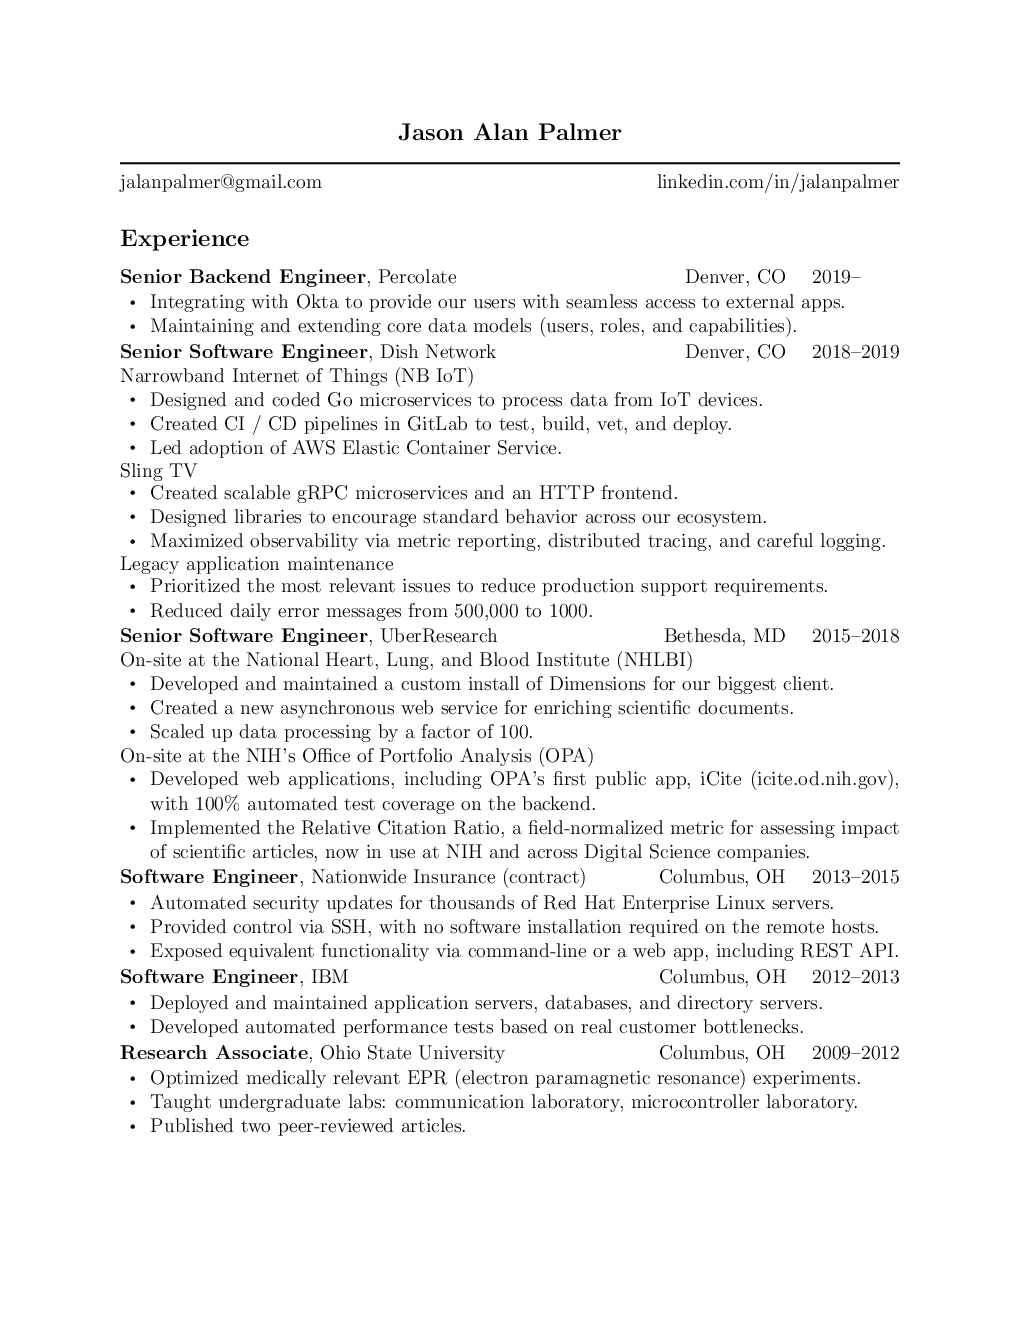 Jason Alan Palmer
jalanpalmer@gmail.com linkedin.com/in/jalanpalmer
Experience
Senior Backend Engineer, Percolate Denver, CO 2019–
• Integrating with Okta to provide our users with seamless access to external apps.
• Maintaining and extending core data models (users, roles, and capabilities).
Senior Software Engineer, Dish Network Denver, CO 2018–2019
Narrowband Internet of Things (NB IoT)
• Designed and coded Go microservices to process data from IoT devices.
• Created CI / CD pipelines in GitLab to test, build, vet, and deploy.
• Led adoption of AWS Elastic Container Service.
Sling TV
• Created scalable gRPC microservices and an HTTP frontend.
• Designed libraries to encourage standard behavior across our ecosystem.
• Maximized observability via metric reporting, distributed tracing, and careful logging.
Legacy application maintenance
• Prioritized the most relevant issues to reduce production support requirements.
• Reduced daily error messages from 500,000 to 1000.
Senior Software Engineer, UberResearch Bethesda, MD 2015–2018
On-site at the National Heart, Lung, and Blood Institute (NHLBI)
• Developed and maintained a custom install of Dimensions for our biggest client.
• Created a new asynchronous web service for enriching scientific documents.
• Scaled up data processing by a factor of 100.
On-site at the NIH's Office of Portfolio Analysis (OPA)
• Developed web applications, including OPA's first public app, iCite (icite.od.nih.gov),
with 100% automated test coverage on the backend.
• Implemented the Relative Citation Ratio, a field-normalized metric for assessing impact
of scientific articles, now in use at NIH and across Digital Science companies.
Software Engineer, Nationwide Insurance (contract) Columbus, OH 2013–2015
• Automated security updates for thousands of Red Hat Enterprise Linux servers.
• Provided control via SSH, with no software installation required on the remote hosts.
• Exposed equivalent functionality via command-line or a web app, including REST API.
Software Engineer, IBM Columbus, OH 2012–2013
• Deployed and maintained application servers, databases, and directory servers.
• Developed automated performance tests based on real customer bottlenecks.
Research Associate, Ohio State University Columbus, OH 2009–2012
• Optimized medically relevant EPR (electron paramagnetic resonance) experiments.
• Taught undergraduate labs: communication laboratory, microcontroller laboratory.
• Published two peer-reviewed articles.